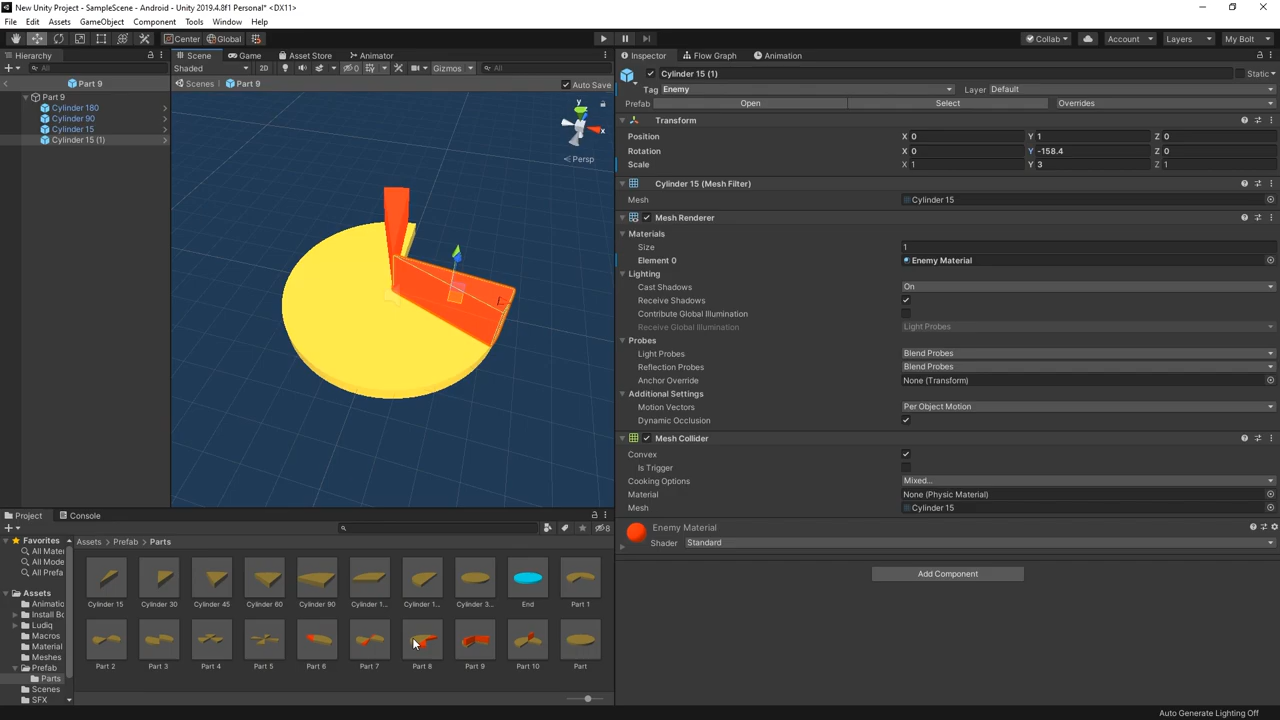 New Unity Project - SampleScene - Android - Unity 2019.4.8f1 Personal* <DX11>
File Edit Assets GameObject Component Tools Window Help
Center Global Collab Account Layers My Bolt
Hierarchy Scene Game Asset Store Animator Inspector Flow Graph Animation
All
Shaded 2D 0 Gizmos All
Part 9
Scenes Part 9 Auto Save
Part 9
Cylinder 180
Cylinder 90
Cylinder 15
Cylinder 15 (1)
y
x
Persp
Cylinder 15 (1) Static
Tag Enemy Layer Default
Prefab Open Select Overrides
Transform
Position X 0 Y 1 Z 0
Rotation X 0 Y -158.4 Z 0
Scale X 1 Y 3 Z 1
Cylinder 15 (Mesh Filter)
Mesh Cylinder 15
Mesh Renderer
Materials
Size 1
Element 0 Enemy Material
Lighting
Cast Shadows On
Receive Shadows
Contribute Global Illumination
Receive Global Illumination Light Probes
Probes
Light Probes Blend Probes
Reflection Probes Blend Probes
Anchor Override None (Transform)
Additional Settings
Motion Vectors Per Object Motion
Dynamic Occlusion
Mesh Collider
Convex
Is Trigger
Cooking Options Mixed...
Material None (Physic Material)
Mesh Cylinder 15
Enemy Material
Shader Standard
Add Component
Project Console
8
Favorites
All Mater
All Mode
All Prefa
Assets
Animatio
Install Bo
Ludiq
Macros
Material
Meshes
Prefab
Parts
Scenes
SFX
Assets Prefab Parts
Cylinder 15 Cylinder 30 Cylinder 45 Cylinder 60 Cylinder 90 Cylinder 1... Cylinder 1... Cylinder 3... End Part 1
Part 2 Part 3 Part 4 Part 5 Part 6 Part 7 Part 8 Part 9 Part 10 Part
Auto Generate Lighting Off